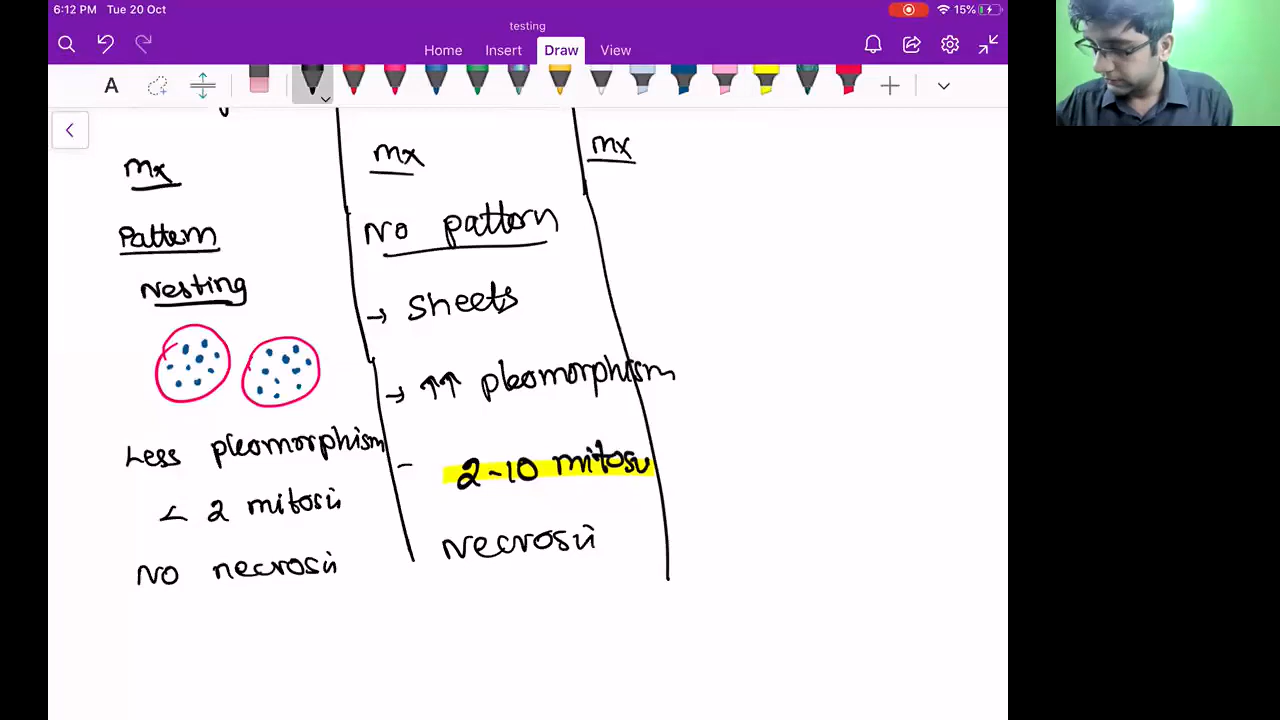 6:12 PM Tue 20 Oct
15%
testing
Home Insert Draw View
A
mx
Pattern
Nesting
Less pleomorphism
< 2 mitosis
No necrosis
mx
No pattern
→ Sheets
→ ↑↑ pleomorphism
- 2-10 mitosis
Necrosis
mx